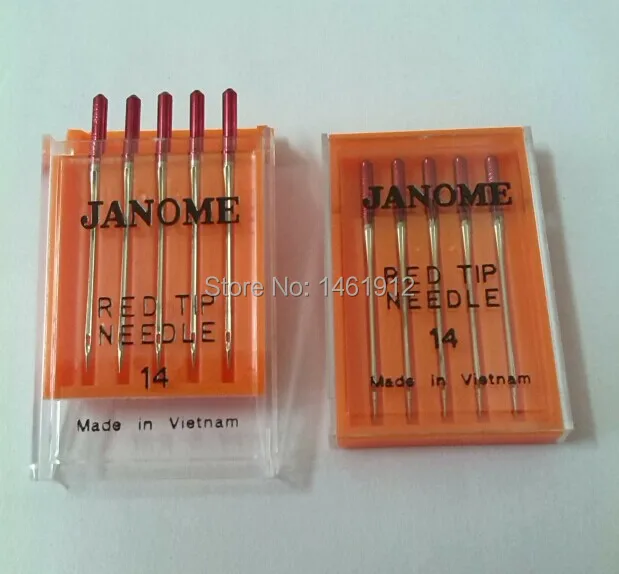 JANOME
RED TIP
NEEDLE
14
Made in Vietnam
JANOME
RED TIP
NEEDLE
14
Made in Vietnam
Store No: 1461912